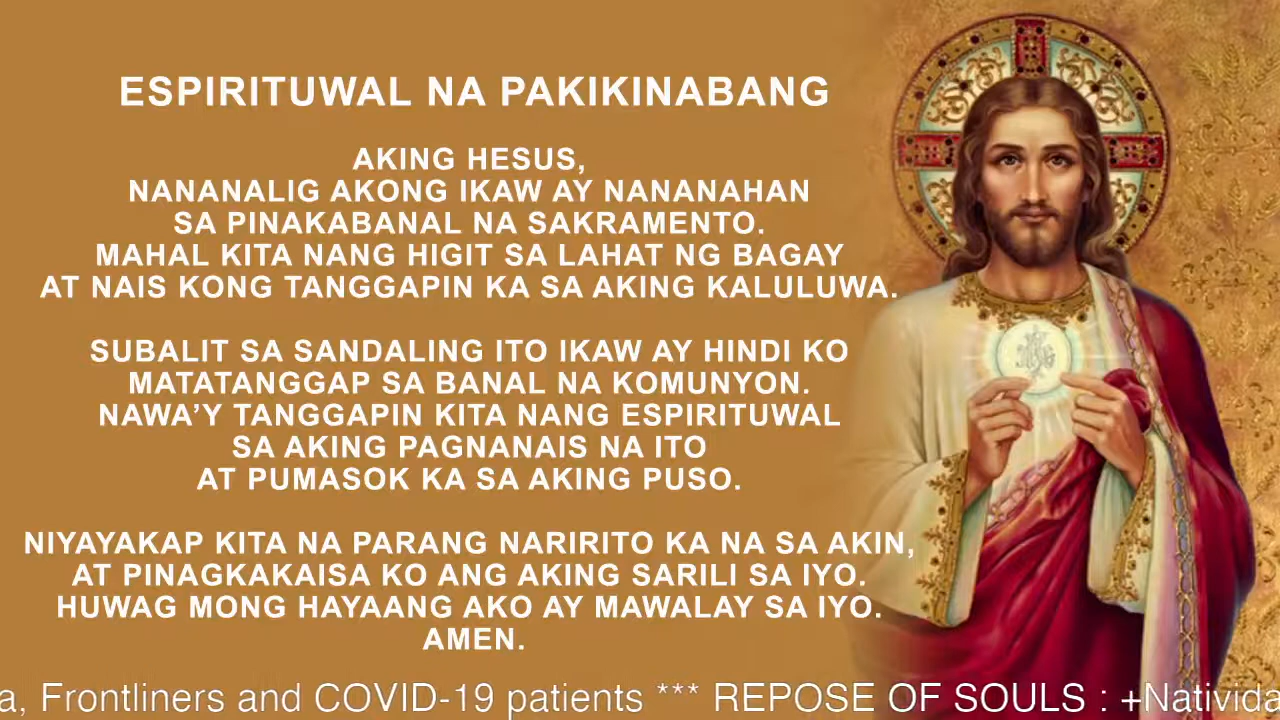 ESPIRITUWAL NA PAKIKINABANG
AKING HESUS,
NANANALIG AKONG IKAW AY NANANAHAN
SA PINAKABANAL NA SAKRAMENTO.
MAHAL KITA NANG HIGIT SA LAHAT NG BAGAY
AT NAIS KONG TANGGAPIN KA SA AKING KALULUWA.
SUBALIT SA SANDALING ITO IKAW AY HINDI KO
MATATANGGAP SA BANAL NA KOMUNYON.
NAWA’Y TANGGAPIN KITA NANG ESPIRITUWAL
SA AKING PAGNANAIS NA ITO
AT PUMASOK KA SA AKING PUSO.
NIYAYAKAP KITA NA PARANG NARIRITO KA NA SA AKIN,
AT PINAGKAKAISA KO ANG AKING SARILI SA IYO.
HUWAG MONG HAYAANG AKO AY MAWALAY SA IYO.
AMEN.
a, Frontliners and COVID-19 patients *** REPOSE OF SOULS : +Nativida